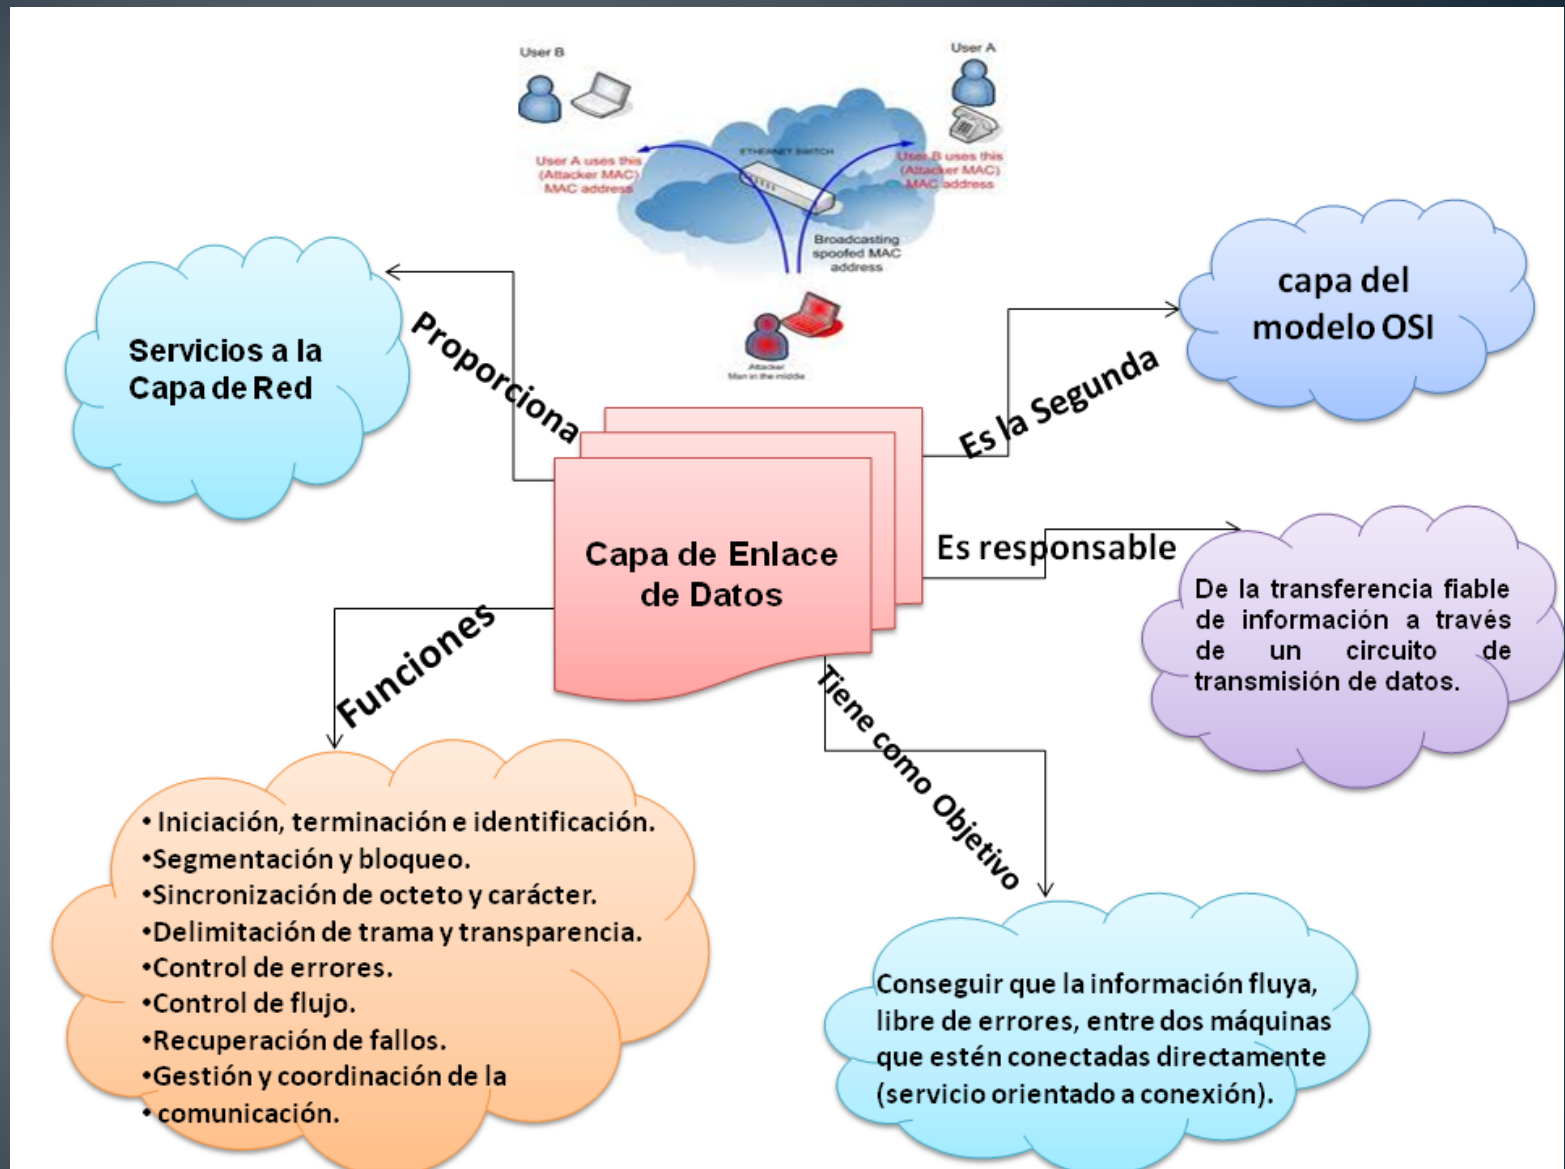 User B
User A
ETHERNET SWITCH
User A uses this
(Attacker MAC)
MAC address
User B uses this
(Attacker MAC)
MAC address
Broadcasting
spoofed MAC
address
Attacker
Man in the middle
Servicios a la
Capa de Red
Proporciona
capa del
modelo OSI
Es la Segunda
Capa de Enlace
de Datos
Es responsable
De la transferencia fiable
de información a través
de un circuito de
transmisión de datos.
Funciones
Tiene como Objetivo
• Iniciación, terminación e identificación.
•Segmentación y bloqueo.
•Sincronización de octeto y carácter.
•Delimitación de trama y transparencia.
•Control de errores.
•Control de flujo.
•Recuperación de fallos.
•Gestión y coordinación de la
• comunicación.
Conseguir que la información fluya,
libre de errores, entre dos máquinas
que estén conectadas directamente
(servicio orientado a conexión).